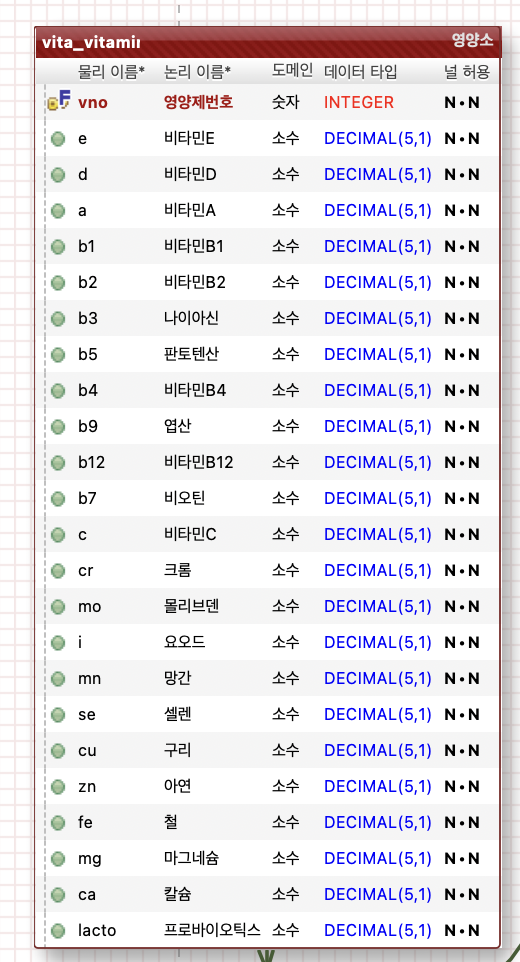 vita_vitamin 영양소
물리 이름* 논리 이름* 도메인 데이터 타입 널 허용
F vno 영양제번호 숫자 INTEGER N•N
e 비타민E 소수 DECIMAL(5,1) N•N
d 비타민D 소수 DECIMAL(5,1) N•N
a 비타민A 소수 DECIMAL(5,1) N•N
b1 비타민B1 소수 DECIMAL(5,1) N•N
b2 비타민B2 소수 DECIMAL(5,1) N•N
b3 나이아신 소수 DECIMAL(5,1) N•N
b5 판토텐산 소수 DECIMAL(5,1) N•N
b4 비타민B4 소수 DECIMAL(5,1) N•N
b9 엽산 소수 DECIMAL(5,1) N•N
b12 비타민B12 소수 DECIMAL(5,1) N•N
b7 비오틴 소수 DECIMAL(5,1) N•N
c 비타민C 소수 DECIMAL(5,1) N•N
cr 크롬 소수 DECIMAL(5,1) N•N
mo 몰리브덴 소수 DECIMAL(5,1) N•N
i 요오드 소수 DECIMAL(5,1) N•N
mn 망간 소수 DECIMAL(5,1) N•N
se 셀렌 소수 DECIMAL(5,1) N•N
cu 구리 소수 DECIMAL(5,1) N•N
zn 아연 소수 DECIMAL(5,1) N•N
fe 철 소수 DECIMAL(5,1) N•N
mg 마그네슘 소수 DECIMAL(5,1) N•N
ca 칼슘 소수 DECIMAL(5,1) N•N
lacto 프로바이오틱스 소수 DECIMAL(5,1) N•N